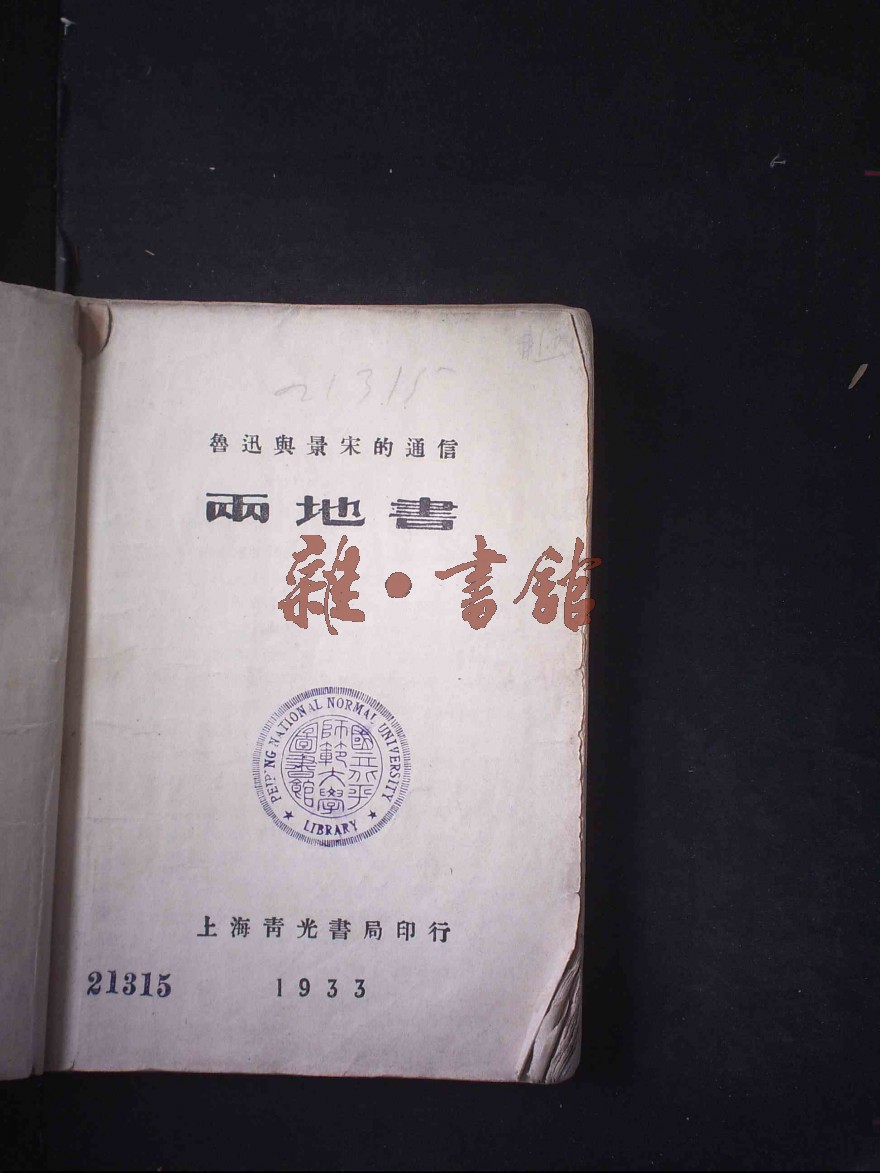 21315
魯迅與景宋的通信
兩地書
雜·書館
PEIPING NATIONAL NORMAL UNIVERSITY
國立北平師範大學圖書館
LIBRARY
上海青光書局印行
21315
1933